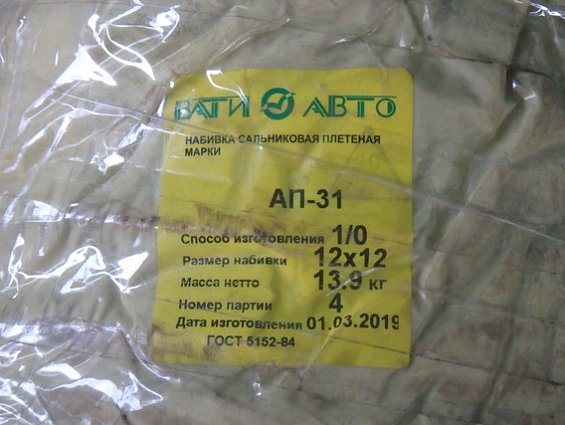 ВАТИ АВТО
НАБИВКА САЛЬНИКОВАЯ ПЛЕТЕНАЯ
МАРКИ
АП-31
Способ изготовления 1/0
Размер набивки 12x12
Масса нетто 13.9 кг
Номер партии 4
Дата изготовления 01.03.2019
ГОСТ 5152-84